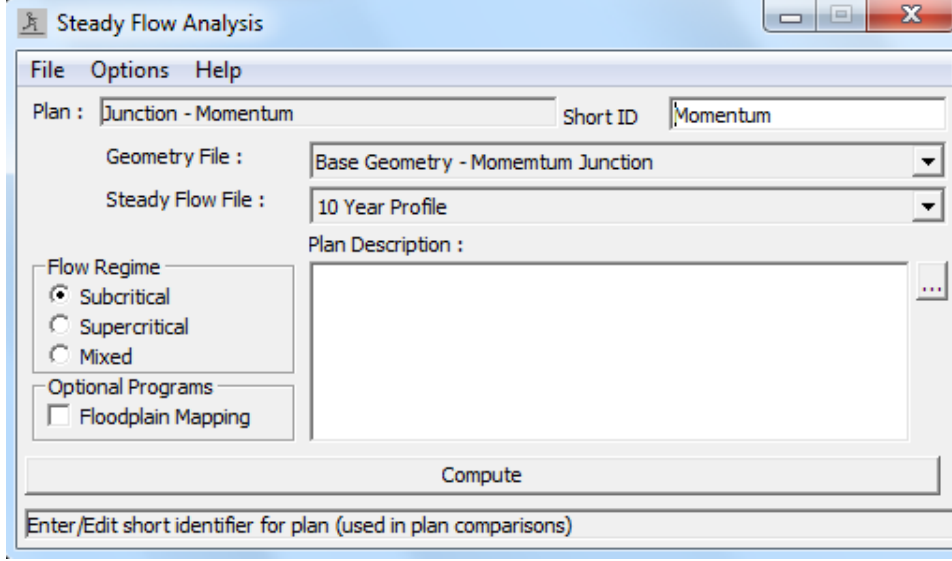 Steady Flow Analysis
File Options Help
Plan : Junction - Momentum Short ID Momentum
Geometry File : Base Geometry - Momemtum Junction
Steady Flow File : 10 Year Profile
Plan Description :
Flow Regime
Subcritical
Supercritical
Mixed
Optional Programs
Floodplain Mapping
...
Compute
Enter/Edit short identifier for plan (used in plan comparisons)